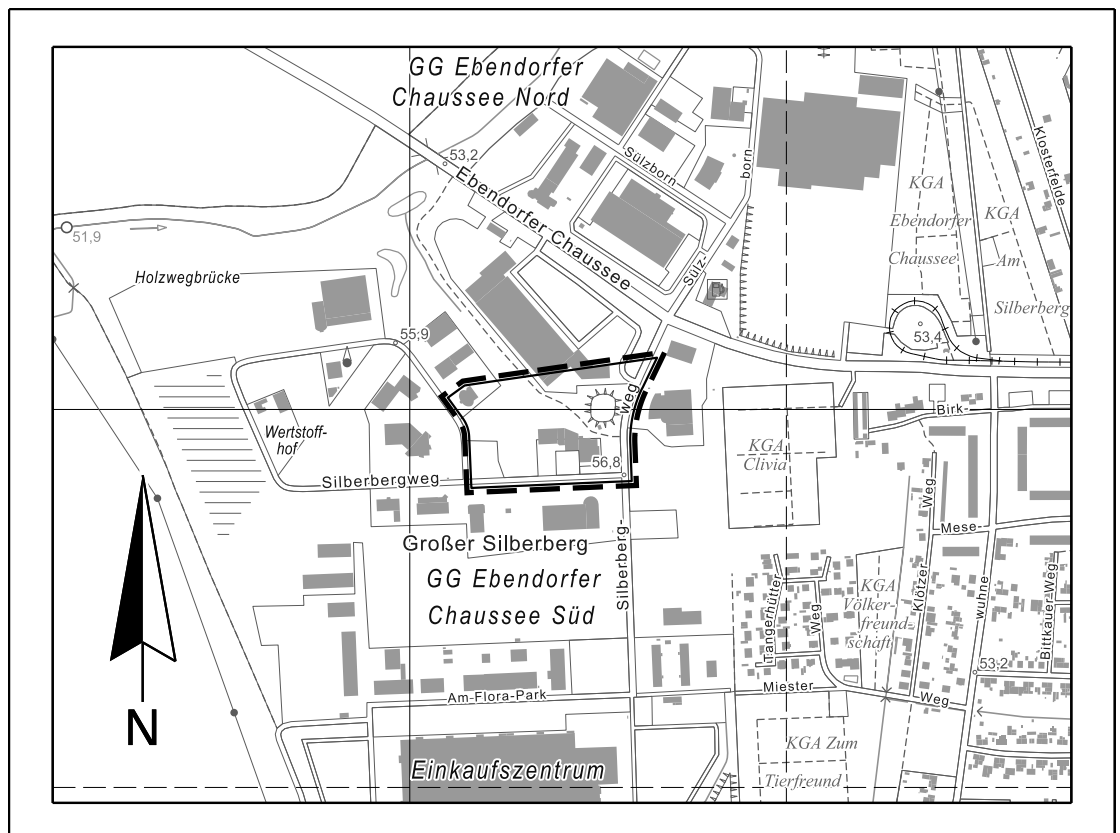 GG Ebendorfer
Chaussee Nord
53,2
Ebendorfer Chaussee
Sülzborn
born
Sülz-
KGA
Ebendorfer
Chaussee
KGA
Am
Silberberg
Klosterfelde
51,9
Holzwegbrücke
55,9
53,4
weg
Wertstoff-
hof
KGA
Clivia
Birk-
56,8
Silberbergweg
Großer Silberberg
GG Ebendorfer
Chaussee Süd
Silberberg-
Weg
Klötzer
Mese-
wuhne
Tangerhütter
Weg
KGA
Völker-
freund-
schaft
Bittkauer-Weg
53,2
Am-Flora-Park
Miester
Weg
Einkaufszentrum
KGA Zum
Tierfreund
N